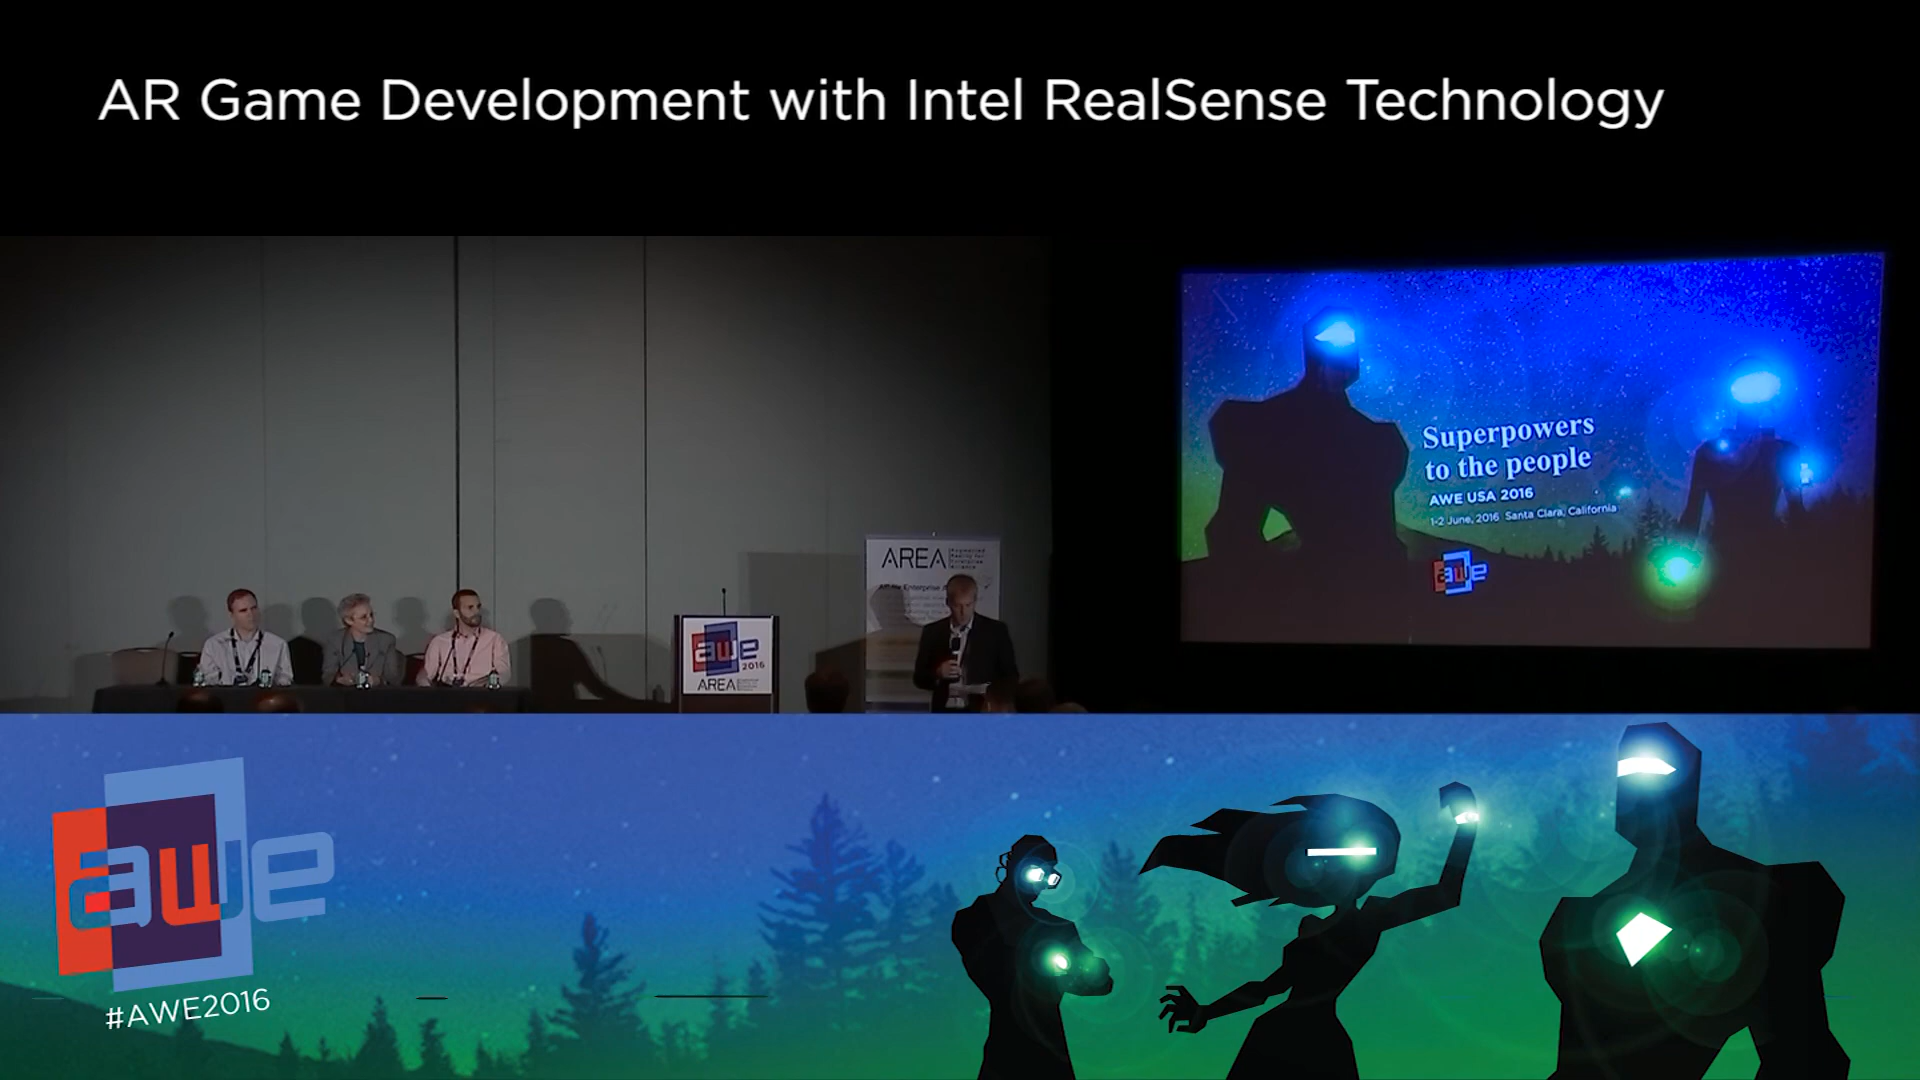 AR Game Development with Intel RealSense Technology
Superpowers
to the people
AWE USA 2016
1-2 June, 2016 Santa Clara, California
awe
AREA
awe
2016
AREA
awe
#AWE2016